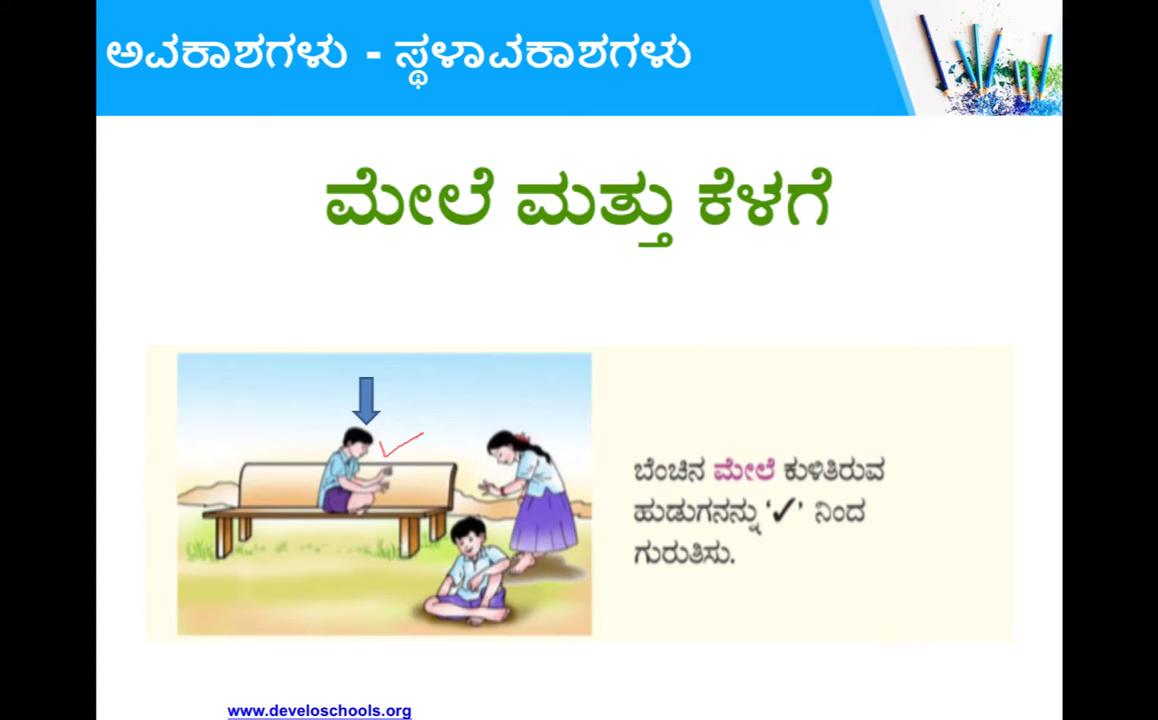 ಅವಕಾಶಗಳು - ಸ್ಥಳಾವಕಾಶಗಳು
ಮೇಲೆ ಮತ್ತು ಕೆಳಗೆ
ಬೆಂಚಿನ ಮೇಲೆ ಕುಳಿತಿರುವ
ಹುಡುಗನನ್ನು ‘✓’ ನಿಂದ
ಗುರುತಿಸು.
www.develoschools.org